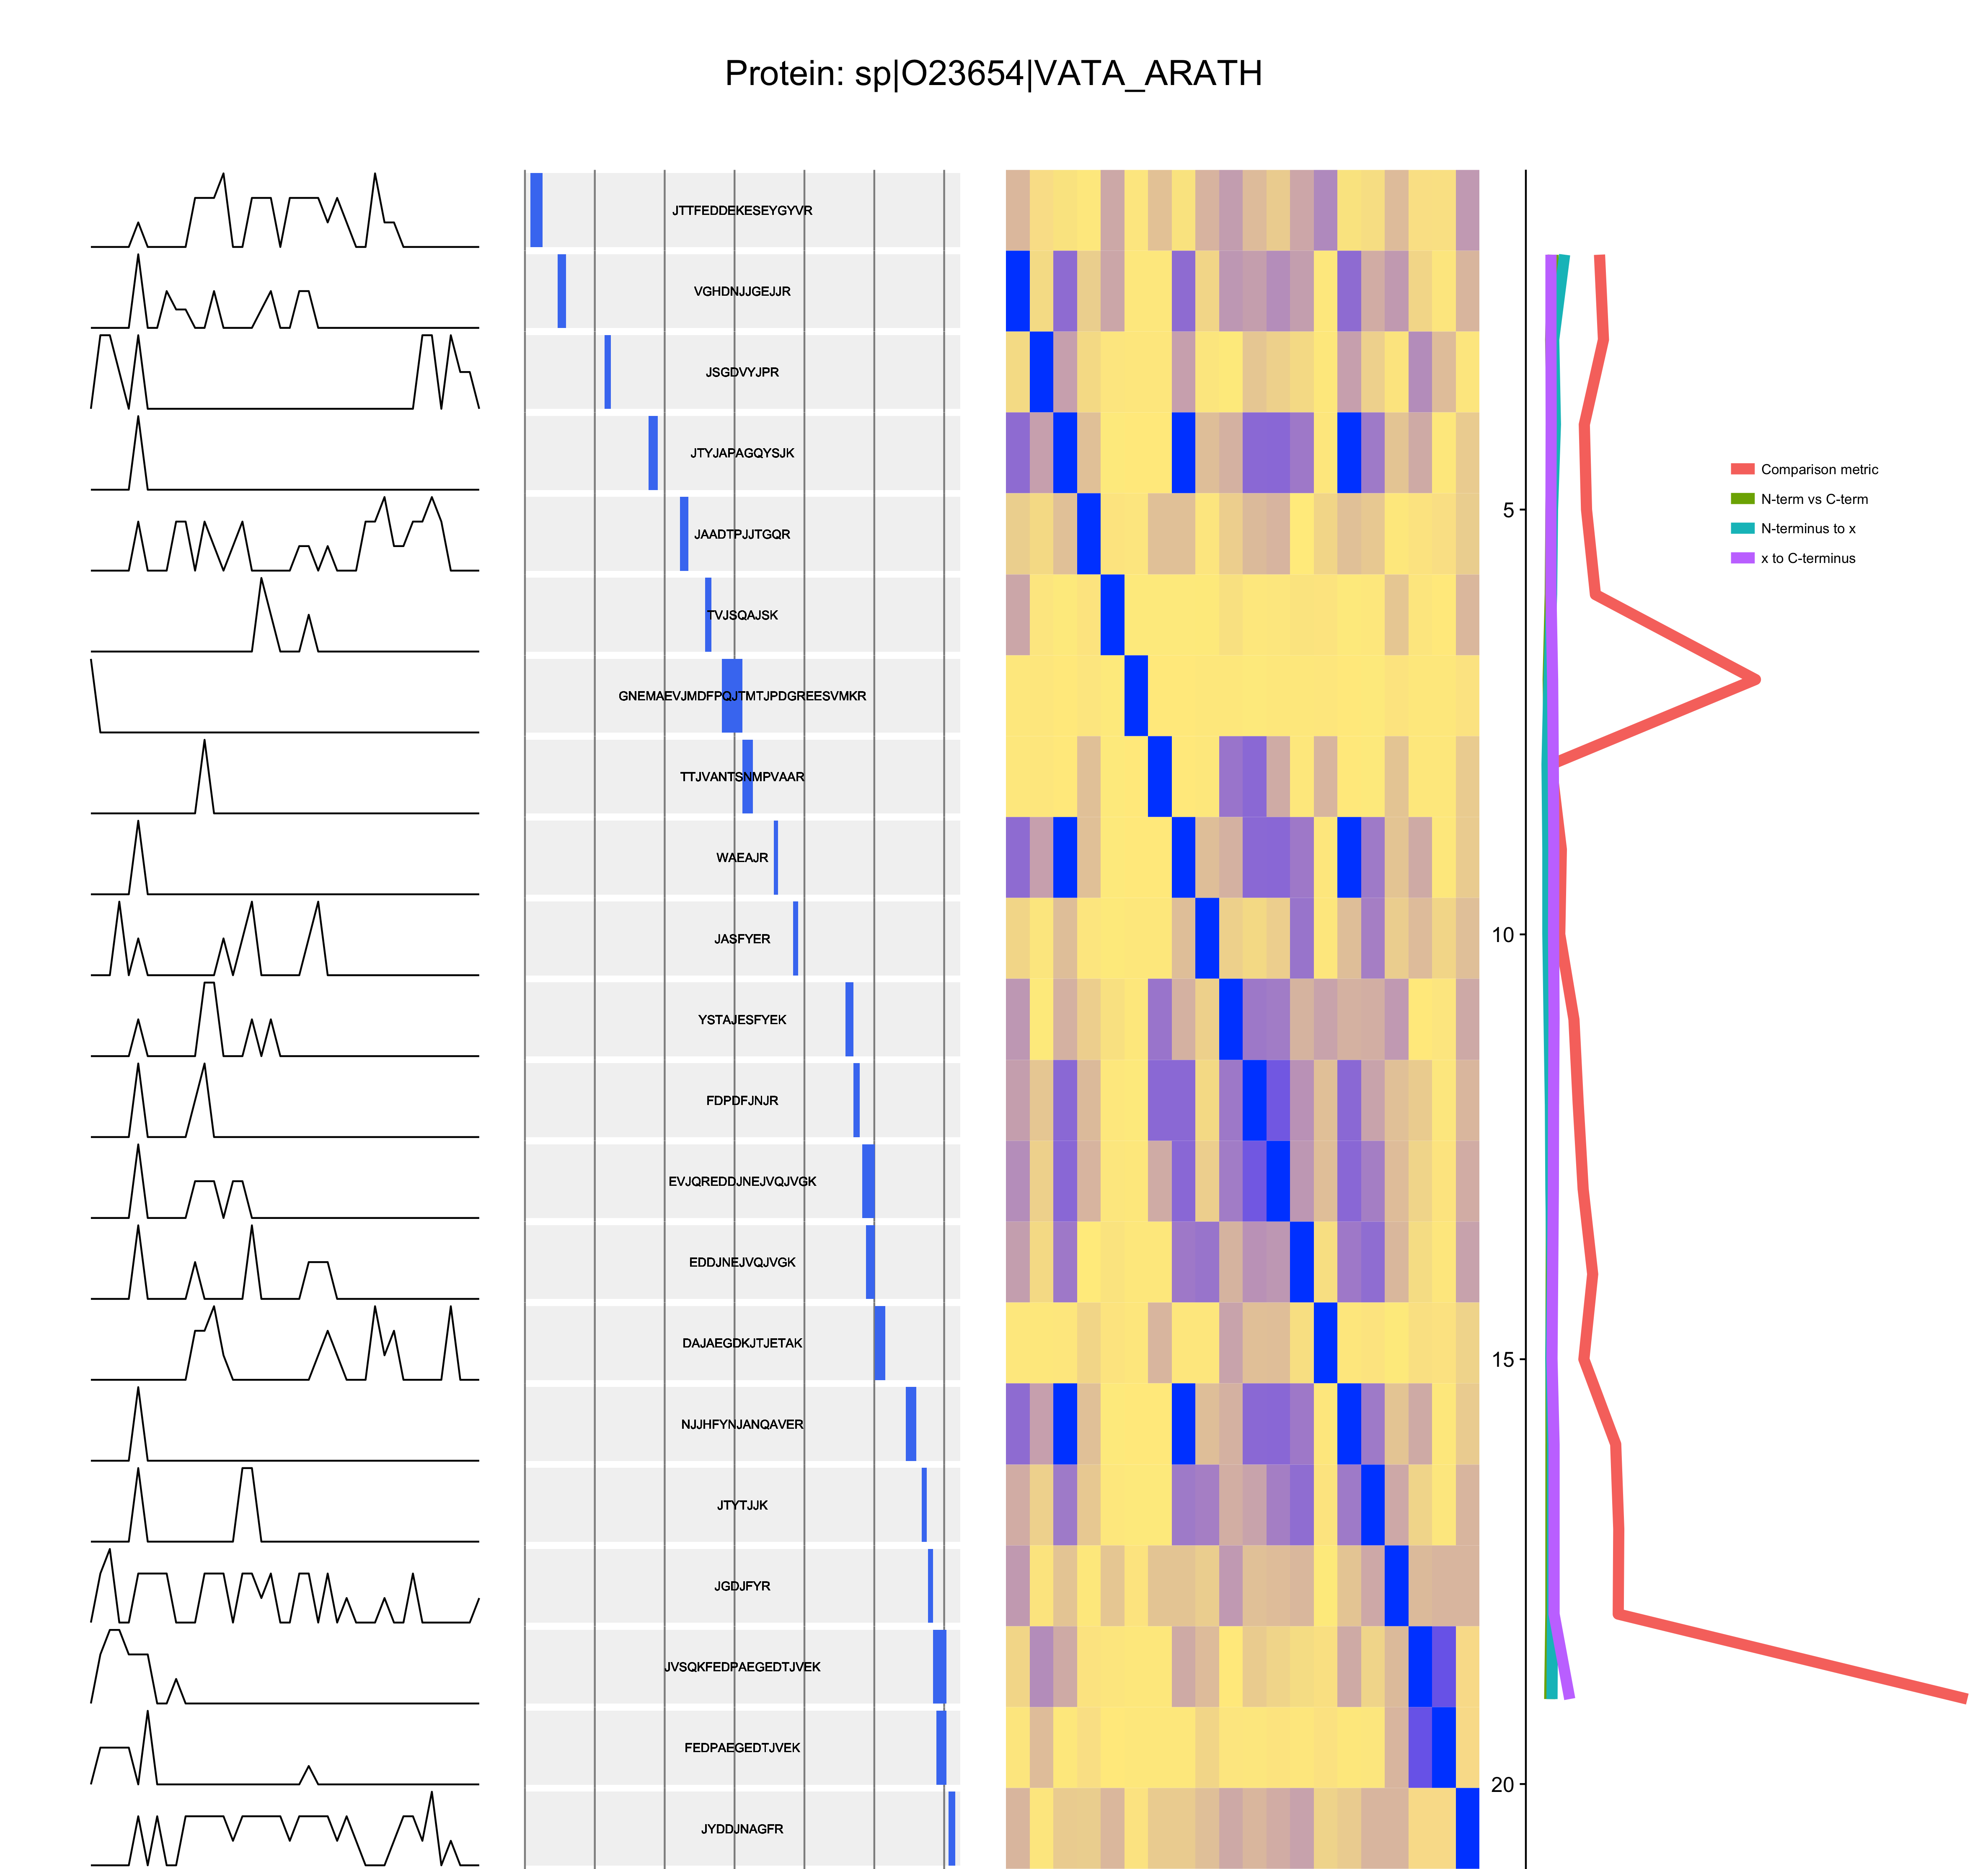 Protein: sp|O23654|VATA_ARATH
JTTFEDDEKESEYGYVR
VGHDNJJGEJJR
JSGDVYJPR
JTYJAPAGQYSJK
JAADTPJJTGQR
TVJSQAJSK
GNEMAEVJMDFPQJTMTJPDGREESVMKR
TTJVANTSNMPVAAR
WAEAJR
JASFYER
YSTAJESFYEK
FDPDFJNJR
EVJQREDDJNEJVQJVGK
EDDJNEJVQJVGK
DAJAEGDKJTJETAK
NJJHFYNJANQAVER
JTYTJJK
JGDJFYR
JVSQKFEDPAEGEDTJVEK
FEDPAEGEDTJVEK
JYDDJNAGFR
5
10
15
20
Comparison metric
N-term vs C-term
N-terminus to x
x to C-terminus